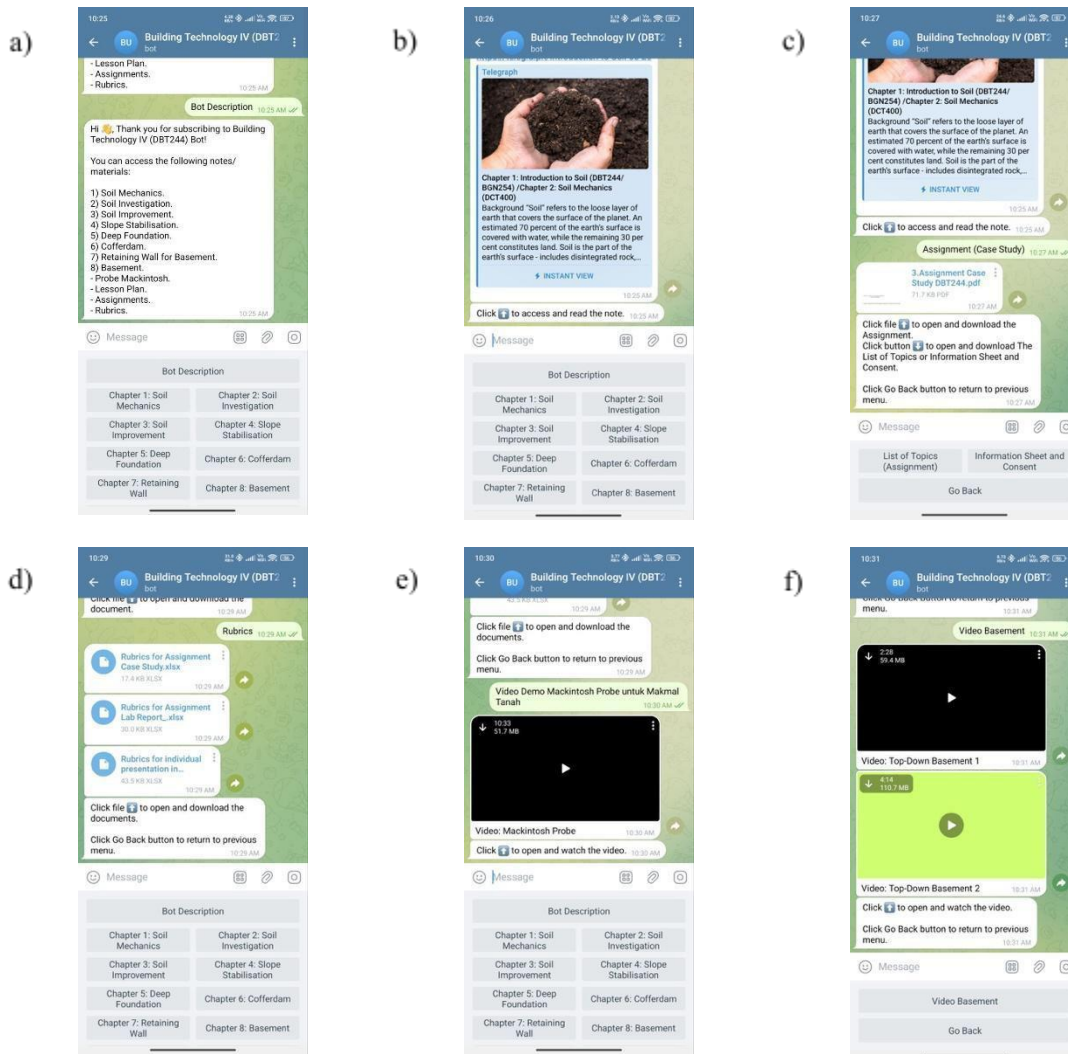 a)
10:25
BU
Building Technology IV (DBT2
bot
- Lesson Plan.
- Assignments.
- Rubrics.
10:25 AM
Bot Description 10:25 AM
Hi 👋, Thank you for subscribing to Building
Technology IV (DBT244) Bot!
You can access the following notes/
materials:
1) Soil Mechanics.
2) Soil Investigation.
3) Soil Improvement.
4) Slope Stabilisation.
5) Deep Foundation.
6) Cofferdam.
7) Retaining Wall for Basement.
8) Basement.
- Probe Mackintosh.
- Lesson Plan.
- Assignments.
- Rubrics.
10:25 AM
Message
Bot Description
Chapter 1: Soil
Mechanics
Chapter 2: Soil
Investigation
Chapter 3: Soil
Improvement
Chapter 4: Slope
Stabilisation
Chapter 5: Deep
Foundation
Chapter 6: Cofferdam
Chapter 7: Retaining
Wall
Chapter 8: Basement
b)
10:26
BU
Building Technology IV (DBT2
bot
Telegraph
Chapter 1: Introduction to Soil (DBT244/
BGN254) /Chapter 2: Soil Mechanics
(DCT400)
Background "Soil" refers to the loose layer of
earth that covers the surface of the planet. An
estimated 70 percent of the earth's surface is
covered with water, while the remaining 30 per
cent constitutes land. Soil is the part of the
earth's surface - includes disintegrated rock,...
⚡ INSTANT VIEW
10:25 AM
Click ⬆️ to access and read the note. 10:25 AM
Message
Bot Description
Chapter 1: Soil
Mechanics
Chapter 2: Soil
Investigation
Chapter 3: Soil
Improvement
Chapter 4: Slope
Stabilisation
Chapter 5: Deep
Foundation
Chapter 6: Cofferdam
Chapter 7: Retaining
Wall
Chapter 8: Basement
c)
10:27
BU
Building Technology IV (DBT2
bot
Chapter 1: Introduction to Soil (DBT244/
BGN254) /Chapter 2: Soil Mechanics
(DCT400)
Background "Soil" refers to the loose layer of
earth that covers the surface of the planet. An
estimated 70 percent of the earth's surface is
covered with water, while the remaining 30 per
cent constitutes land. Soil is the part of the
earth's surface - includes disintegrated rock,...
⚡ INSTANT VIEW
10:25 AM
Click ⬆️ to access and read the note. 10:25 AM
Assignment (Case Study) 10:27 AM
3.Assignment Case
Study DBT244.pdf
71.7 KB PDF
10:27 AM
Click file ⬆️ to open and download the
Assignment.
Click button ⬇️ to open and download The
List of Topics or Information Sheet and
Consent.
Click Go Back button to return to previous
menu.
10:27 AM
Message
List of Topics
(Assignment)
Information Sheet and
Consent
Go Back
d)
10:29
BU
Building Technology IV (DBT2
bot
Click file ⬆️ to open and download the
document.
10:29 AM
Rubrics 10:29 AM
Rubrics for Assignment
Case Study.xlsx
17.4 KB XLSX
10:29 AM
Rubrics for Assignment
Lab Report_.xlsx
30.0 KB XLSX
10:29 AM
Rubrics for individual
presentation in...
43.5 KB XLSX
10:29 AM
Click file ⬆️ to open and download the
documents.
Click Go Back button to return to previous
menu.
10:29 AM
Message
Bot Description
Chapter 1: Soil
Mechanics
Chapter 2: Soil
Investigation
Chapter 3: Soil
Improvement
Chapter 4: Slope
Stabilisation
Chapter 5: Deep
Foundation
Chapter 6: Cofferdam
Chapter 7: Retaining
Wall
Chapter 8: Basement
e)
10:30
BU
Building Technology IV (DBT2
bot
43.5 KB XLSX
10:29 AM
Click file ⬆️ to open and download the
documents.
Click Go Back button to return to previous
menu.
10:29 AM
Video Demo Mackintosh Probe untuk Makmal
Tanah
10:30 AM
10:33
51.7 MB
Video: Mackintosh Probe
10:30 AM
Click ⬆️ to open and watch the video. 10:30 AM
Message
Bot Description
Chapter 1: Soil
Mechanics
Chapter 2: Soil
Investigation
Chapter 3: Soil
Improvement
Chapter 4: Slope
Stabilisation
Chapter 5: Deep
Foundation
Chapter 6: Cofferdam
Chapter 7: Retaining
Wall
Chapter 8: Basement
f)
10:31
BU
Building Technology IV (DBT2
bot
Click Go Back button to return to previous
menu.
10:31 AM
Video Basement 10:31 AM
2:28
59.4 MB
Video: Top-Down Basement 1
10:31 AM
4:14
110.7 MB
Video: Top-Down Basement 2
10:31 AM
Click ⬆️ to open and watch the video.
Click Go Back button to return to previous
menu.
10:31 AM
Message
Video Basement
Go Back